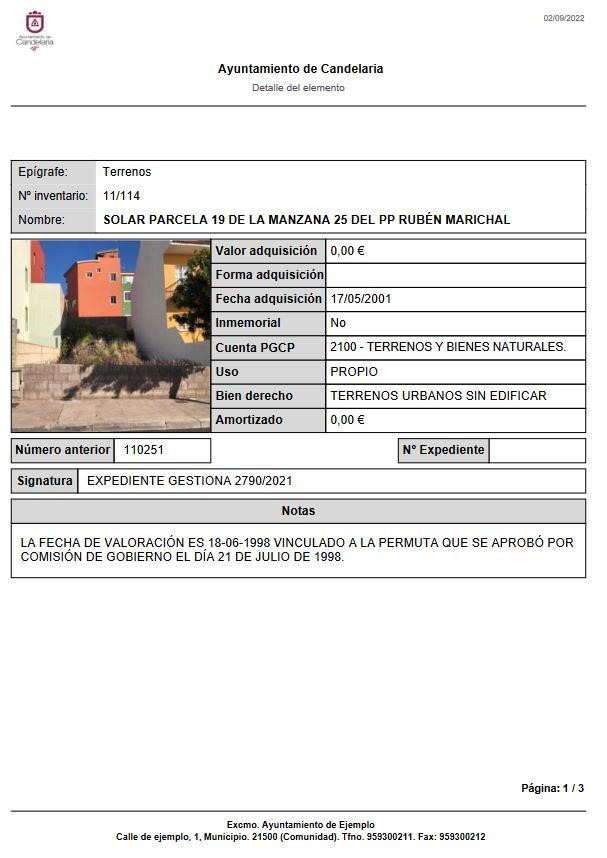 02/09/2022
Ayuntamiento de
Candelaria
Ayuntamiento de Candelaria
Detalle del elemento
Epígrafe: Terrenos
Nº inventario: 11/114
Nombre: SOLAR PARCELA 19 DE LA MANZANA 25 DEL PP RUBÉN MARICHAL
Valor adquisición 0,00 €
Forma adquisición
Fecha adquisición 17/05/2001
Inmemorial No
Cuenta PGCP 2100 - TERRENOS Y BIENES NATURALES.
Uso PROPIO
Bien derecho TERRENOS URBANOS SIN EDIFICAR
Amortizado 0,00 €
Número anterior 110251 Nº Expediente
Signatura EXPEDIENTE GESTIONA 2790/2021
Notas
LA FECHA DE VALORACIÓN ES 18-06-1998 VINCULADO A LA PERMUTA QUE SE APROBÓ POR
COMISIÓN DE GOBIERNO EL DÍA 21 DE JULIO DE 1998.
Página: 1 / 3
Excmo. Ayuntamiento de Ejemplo
Calle de ejemplo, 1, Municipio. 21500 (Comunidad). Tfno. 959300211. Fax: 959300212